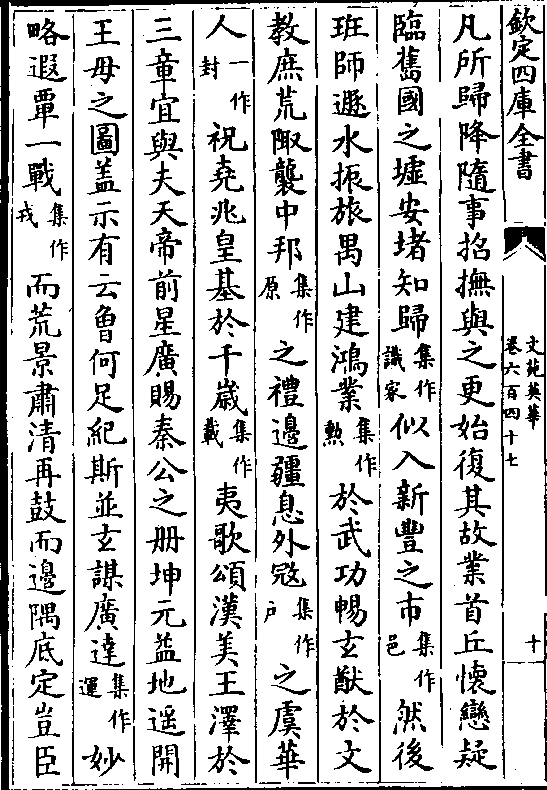 欽定四庫全書
文苑英華
卷六百四十七
十
凡所歸降隨事招撫與之更始復其故業首丘懷戀疑
臨舊國之墟安堵知歸集作識家似入新豐之市集作邑然後
班師遼水振旅禺山建鴻業集作勲於武功暢玄猷於文
教庶荒陬襲中邦集作原之禮邊疆息外寇集作户之虞華
人一作封祝堯兆皇基於千歳集作載夷歌頌漢美王澤於
三章宜與夫天帝前星廣賜秦公之册坤元益地遥開
王母之圖盖示有云曾何足紀斯並玄謀廣達集作運妙
略遐覃一戰集作戎而荒景肅清再鼓而邊隅底定豈臣